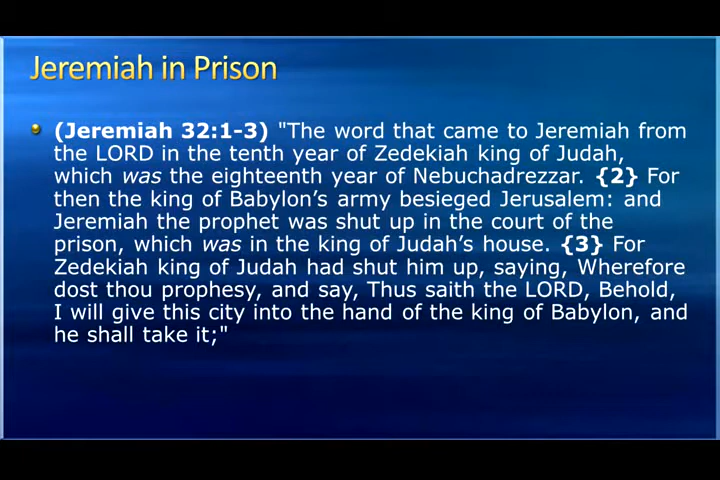 Jeremiah in Prison
(Jeremiah 32:1-3) "The word that came to Jeremiah from
the LORD in the tenth year of Zedekiah king of Judah,
which was the eighteenth year of Nebuchadrezzar. {2} For
then the king of Babylon's army besieged Jerusalem: and
Jeremiah the prophet was shut up in the court of the
prison, which was in the king of Judah's house. {3} For
Zedekiah king of Judah had shut him up, saying, Wherefore
dost thou prophesy, and say, Thus saith the LORD, Behold,
I will give this city into the hand of the king of Babylon, and
he shall take it;"